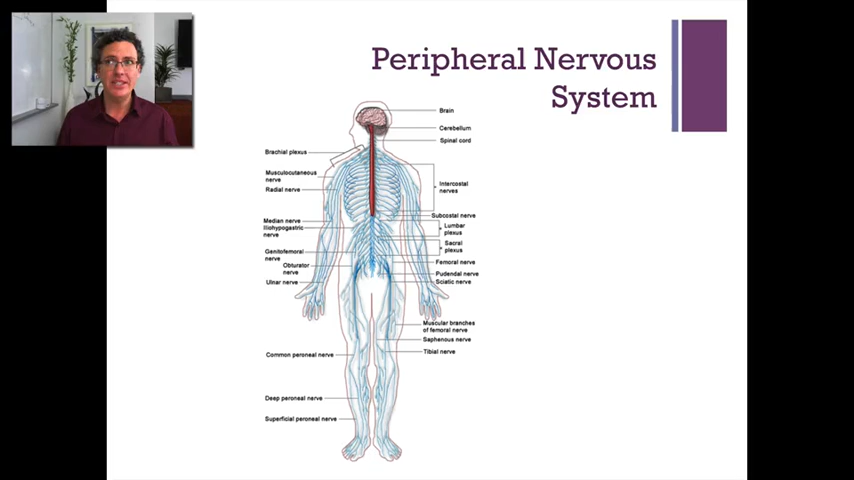 Peripheral Nervous
System
Brain
Cerebellum
Spinal cord
Brachial plexus
Musculocutaneous
nerve
Radial nerve
Intercostal
nerves
Median nerve
Iliohypogastric
nerve
Subcostal nerve
Lumbar
plexus
Sacral
plexus
Genitofemoral
nerve
Obturator
nerve
Ulnar nerve
Femoral nerve
Pudendal nerve
Sciatic nerve
Muscular branches
of femoral nerve
Saphenous nerve
Tibial nerve
Common peroneal nerve
Deep peroneal nerve
Superficial peroneal nerve